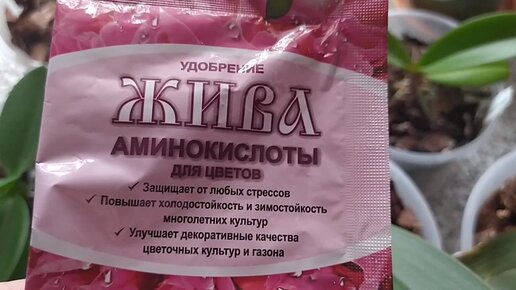 УДОБРЕНИЕ
ЖИВА
АМИНОКИСЛОТЫ
ДЛЯ ЦВЕТОВ
✓ Защищает от любых стрессов
✓ Повышает холодостойкость и зимостойкость
многолетних культур
✓ Улучшает декоративные качества
цветочных культур и газона